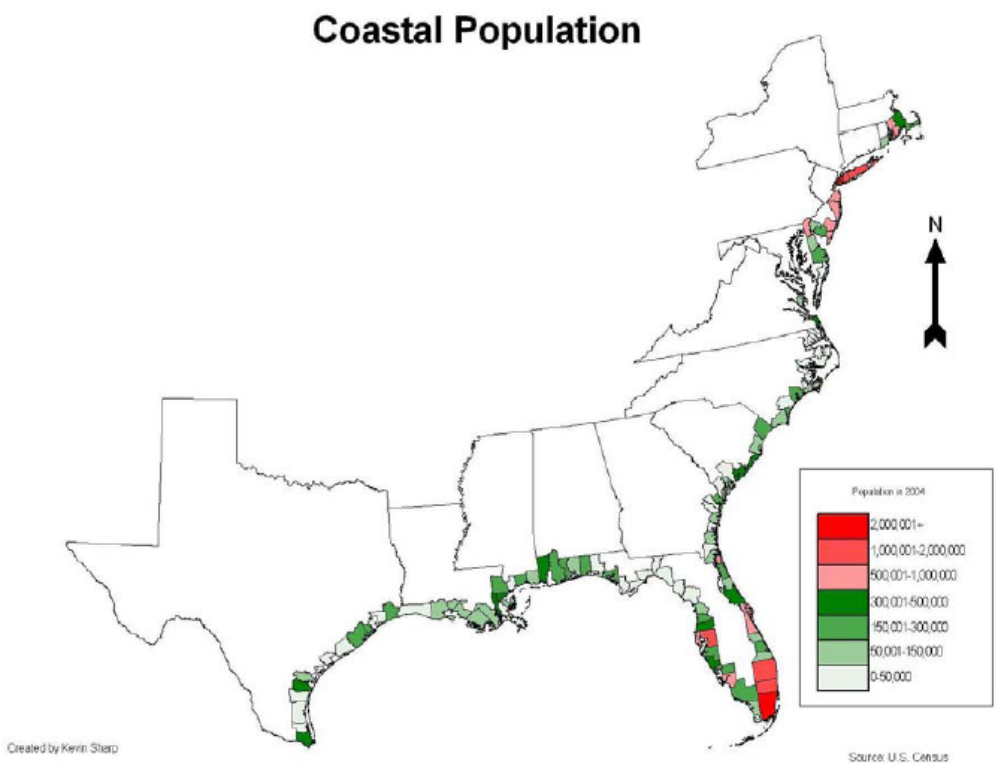 Coastal Population
N
Population in 2004
2,000,001+
1,000,001-2,000,000
500,001-1,000,000
300,001-500,000
150,001-300,000
50,001-150,000
0-50,000
Created by Kevin Sharp
Source: U.S. Census